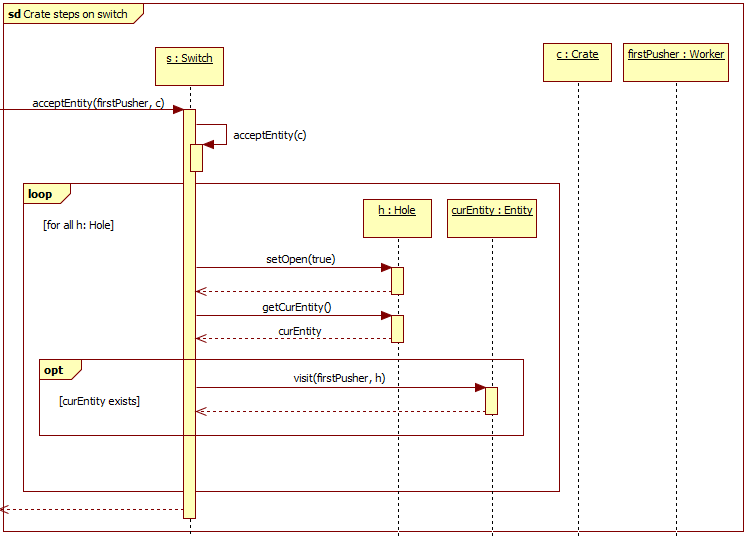 sd Crate steps on switch
s : Switch
c : Crate
firstPusher : Worker
acceptEntity(firstPusher, c)
acceptEntity(c)
loop
[for all h: Hole]
h : Hole
curEntity : Entity
setOpen(true)
getCurEntity()
curEntity
opt
visit(firstPusher, h)
[curEntity exists]